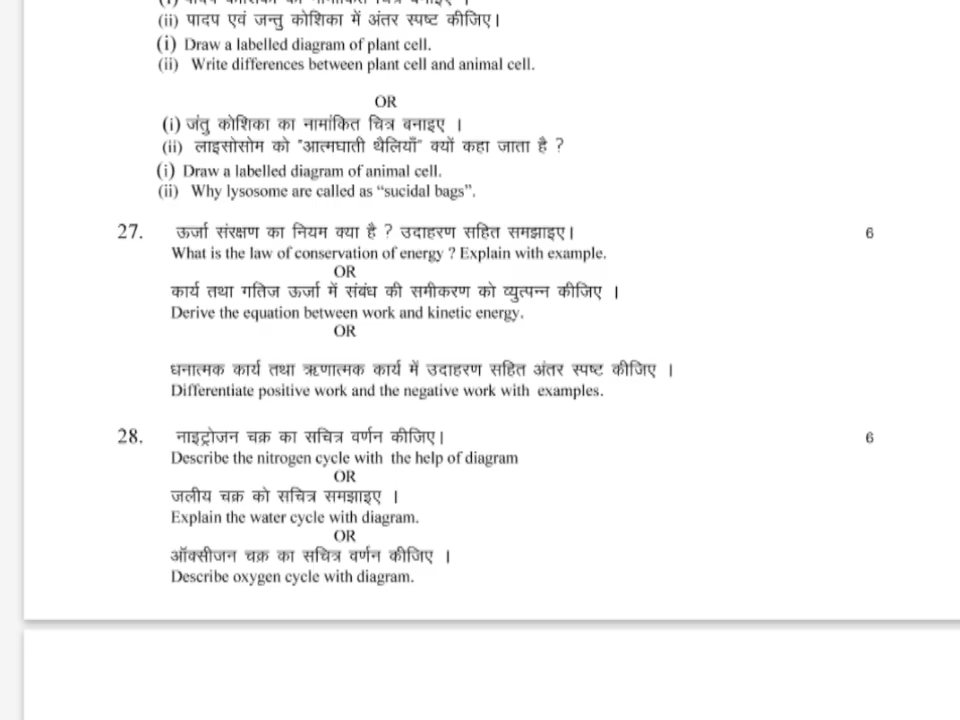 (i) पादप कोशिका का नामांकित चित्र बनाइए ।
(ii) पादप एवं जन्तु कोशिका में अंतर स्पष्ट कीजिए।
(i) Draw a labelled diagram of plant cell.
(ii) Write differences between plant cell and animal cell.
OR
(i) जंतु कोशिका का नामांकित चित्र बनाइए ।
(ii) लाइसोसोम को "आत्मघाती थैलियाँ" क्यों कहा जाता है ?
(i) Draw a labelled diagram of animal cell.
(ii) Why lysosome are called as “sucidal bags”.
27. ऊर्जा संरक्षण का नियम क्या है ? उदाहरण सहित समझाइए। 6
What is the law of conservation of energy ? Explain with example.
OR
कार्य तथा गतिज ऊर्जा में संबंध की समीकरण को व्युत्पन्न कीजिए ।
Derive the equation between work and kinetic energy.
OR
धनात्मक कार्य तथा ऋणात्मक कार्य में उदाहरण सहित अंतर स्पष्ट कीजिए ।
Differentiate positive work and the negative work with examples.
28. नाइट्रोजन चक्र का सचित्र वर्णन कीजिए। 6
Describe the nitrogen cycle with the help of diagram
OR
जलीय चक्र को सचित्र समझाइए ।
Explain the water cycle with diagram.
OR
ऑक्सीजन चक्र का सचित्र वर्णन कीजिए ।
Describe oxygen cycle with diagram.